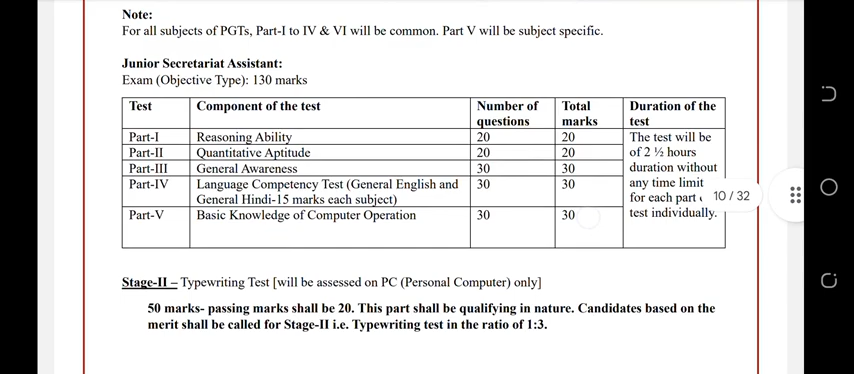 Note:
For all subjects of PGTs, Part-I to IV & VI will be common. Part V will be subject specific.
Junior Secretariat Assistant:
Exam (Objective Type): 130 marks
Test Component of the test Number of questions Total marks Duration of the test
Part-I Reasoning Ability 20 20 The test will be
Part-II Quantitative Aptitude 20 20 of 2 ½ hours
Part-III General Awareness 30 30 duration without
Part-IV Language Competency Test (General English and 30 30 any time limit
General Hindi-15 marks each subject) for each part
Part-V Basic Knowledge of Computer Operation 30 30 test individually.
10 / 32
Stage-II – Typewriting Test [will be assessed on PC (Personal Computer) only]
50 marks- passing marks shall be 20. This part shall be qualifying in nature. Candidates based on the
merit shall be called for Stage-II i.e. Typewriting test in the ratio of 1:3.